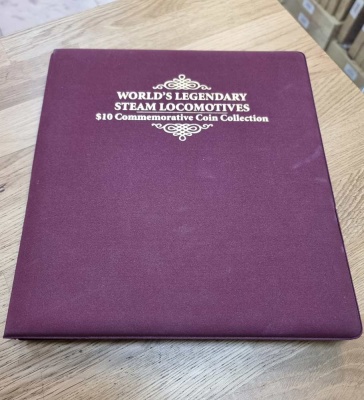 WORLD'S LEGENDARY
STEAM LOCOMOTIVES
$10 Commemorative Coin Collection